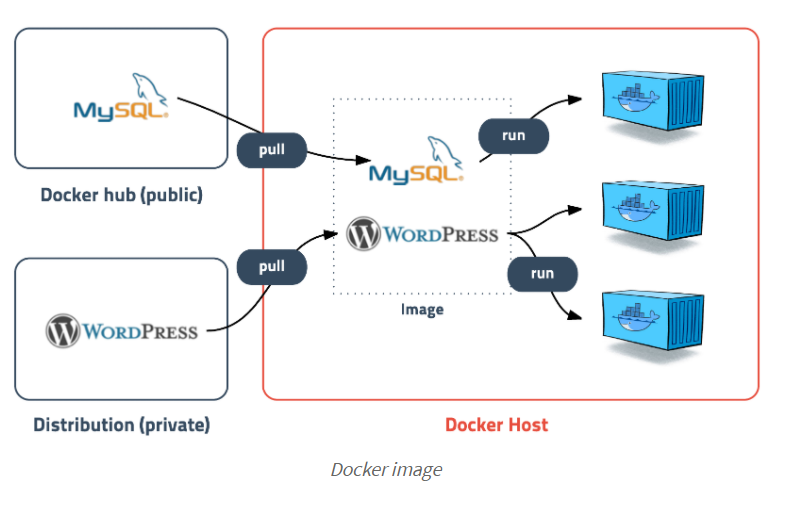 MySQL®
Docker hub (public)
pull
MySQL®
run
WORDPRESS
pull
run
Image
WORDPRESS
Distribution (private)
Docker Host
Docker image